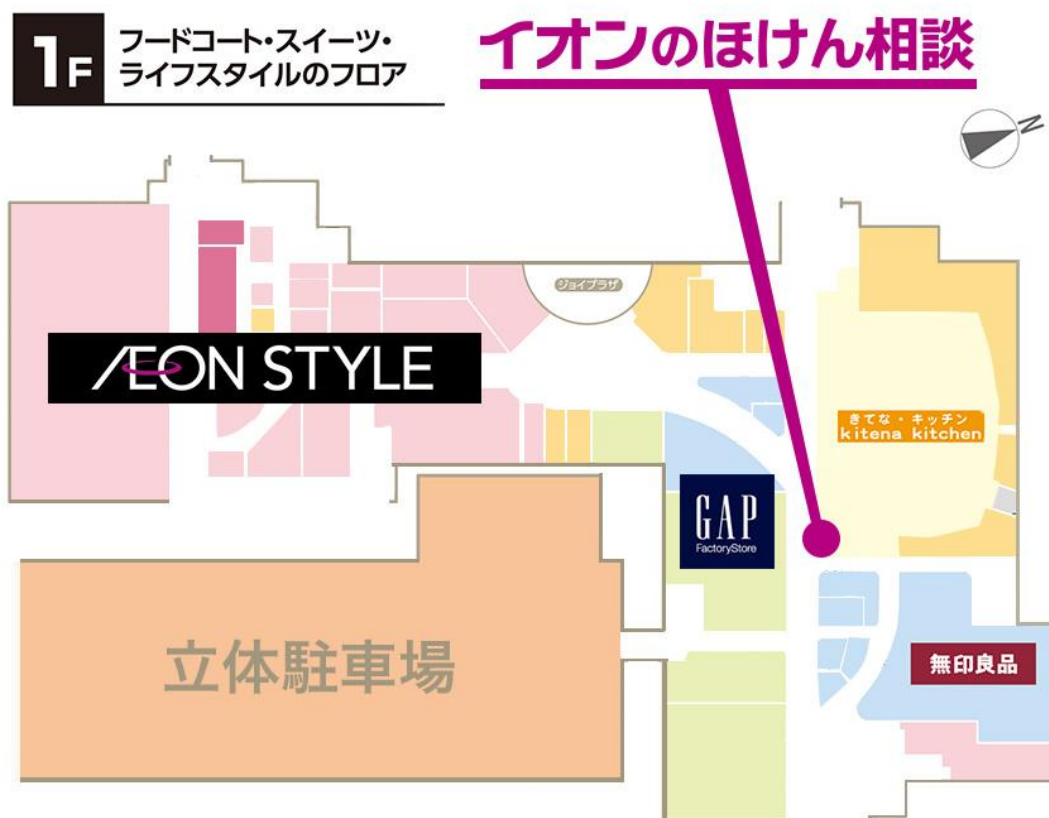 1F
フードコート・スイーツ・
ライフスタイルのフロア
イオンのほけん相談
N
ジョイプラザ
ÆON STYLE
きてな・キッチン
kitena kitchen
GAP
FactoryStore
立体駐車場
無印良品